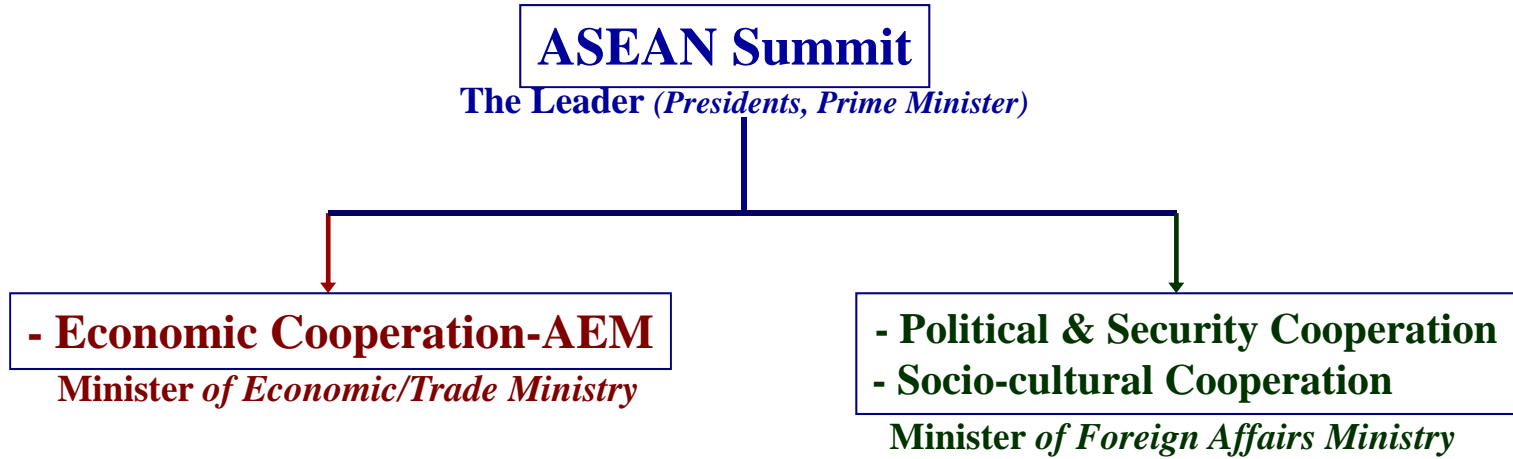 ASEAN Summit
The Leader (Presidents, Prime Minister)
- Economic Cooperation-AEM
Minister of Economic/Trade Ministry
- Political & Security Cooperation
- Socio-cultural Cooperation
Minister of Foreign Affairs Ministry